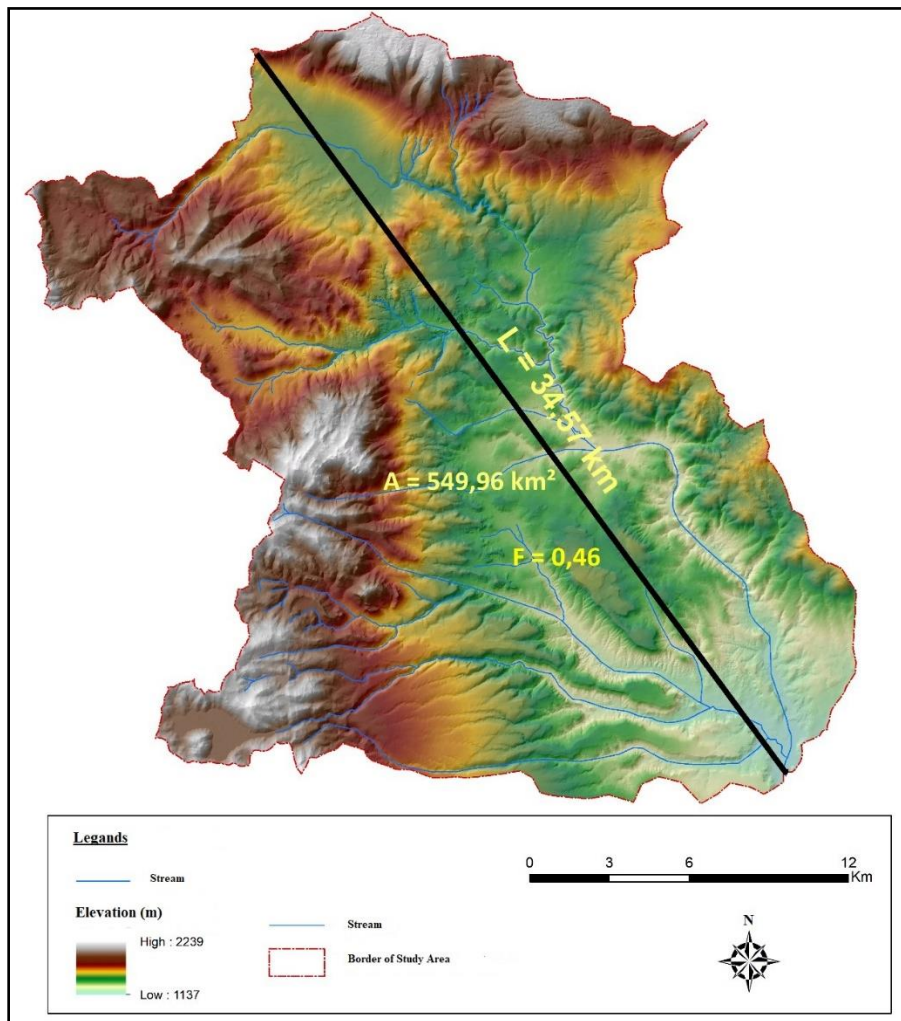 L = 34,57 km
A = 549,96 km²
F = 0,46
Legands
Stream
Elevation (m)
High : 2239
Low : 1137
Stream
Border of Study Area
0 3 6 12
Km
N